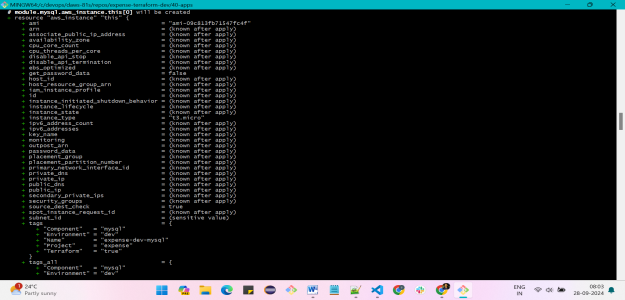 MINGW64:/c/devops/daws-81s/repos/expense-terraform-dev/40-apps
# module.mysql.aws_instance.this[0] will be created
+ resource "aws_instance" "this" {
+ ami = "ami-09c813fb71547fc4f"
+ arn = (known after apply)
+ associate_public_ip_address = (known after apply)
+ availability_zone = (known after apply)
+ cpu_core_count = (known after apply)
+ cpu_threads_per_core = (known after apply)
+ disable_api_stop = (known after apply)
+ disable_api_termination = (known after apply)
+ ebs_optimized = (known after apply)
+ get_password_data = false
+ host_id = (known after apply)
+ host_resource_group_arn = (known after apply)
+ iam_instance_profile = (known after apply)
+ id = (known after apply)
+ instance_initiated_shutdown_behavior = (known after apply)
+ instance_lifecycle = (known after apply)
+ instance_state = (known after apply)
+ instance_type = "t3.micro"
+ ipv6_address_count = (known after apply)
+ ipv6_addresses = (known after apply)
+ key_name = (known after apply)
+ monitoring = (known after apply)
+ outpost_arn = (known after apply)
+ password_data = (known after apply)
+ placement_group = (known after apply)
+ placement_partition_number = (known after apply)
+ primary_network_interface_id = (known after apply)
+ private_dns = (known after apply)
+ private_ip = (known after apply)
+ public_dns = (known after apply)
+ public_ip = (known after apply)
+ secondary_private_ips = (known after apply)
+ security_groups = (known after apply)
+ source_dest_check = true
+ spot_instance_request_id = (known after apply)
+ subnet_id = (sensitive value)
+ tags = {
+ "Component" = "mysql"
+ "Environment" = "dev"
+ "Name" = "expense-dev-mysql"
+ "Project" = "expense"
+ "Terraform" = "true"
}
+ tags_all = {
+ "Component" = "mysql"
+ "Environment" = "dev"
24°C
Partly sunny
ENG
IN
08:03
28-09-2024